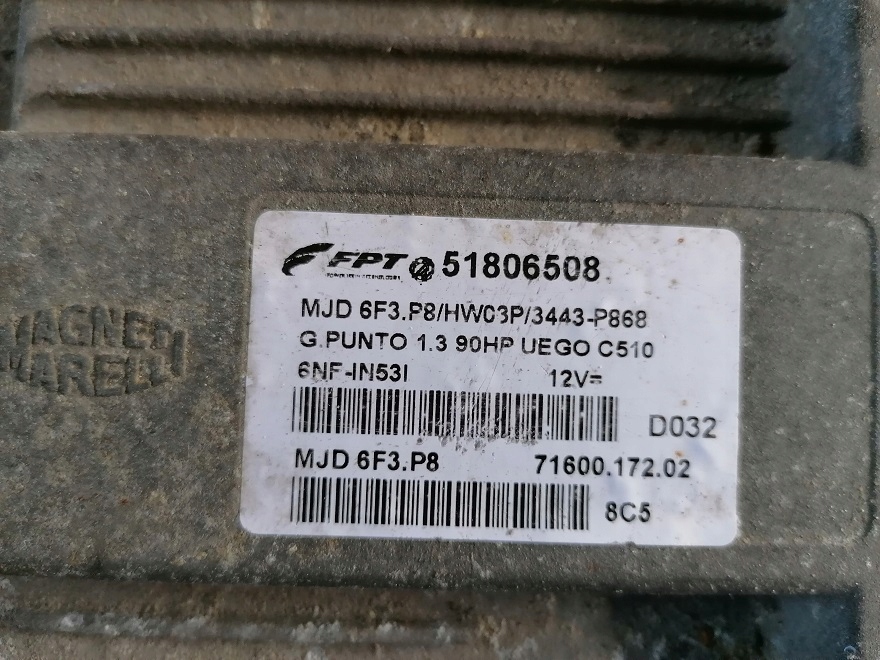 MAGNETI
MARELLI
FPT 51806508
MJD 6F3.P8/HW03P/3443-P868
G.PUNTO 1.3 90HP UEGO C510
6NF-IN53I 12V=
D032
MJD 6F3.P8 71600.172.02
8C5